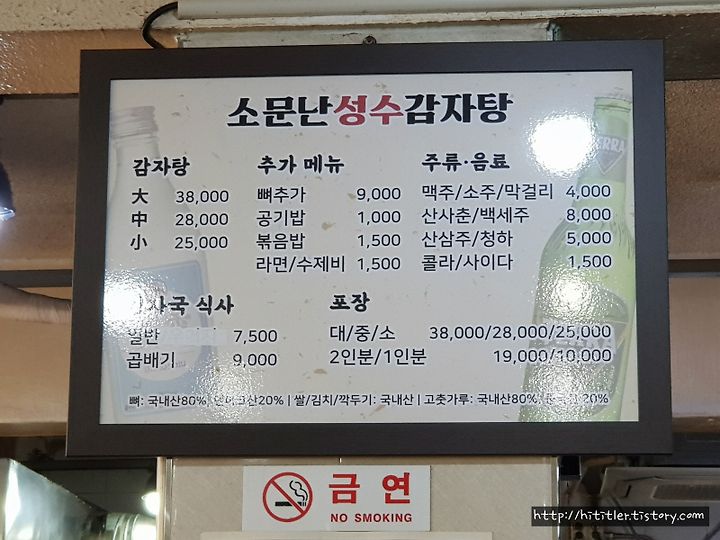 소문난성수감자탕
감자탕
大 38,000
中 28,000
小 25,000
추가 메뉴
뼈추가 9,000
공기밥 1,000
볶음밥 1,500
라면/수제비 1,500
주류·음료
맥주/소주/막걸리 4,000
산사춘/백세주 8,000
산삼주/청하 5,000
콜라/사이다 1,500
식사
일반 7,500
곱배기 9,000
포장
대/중/소 38,000/28,000/25,000
2인분/1인분 19,000/10,000
뼈: 국내산80% 20% | 쌀/김치/깍두기: 국내산 | 고춧가루: 국내산80% 20%
금연
NO SMOKING
http://hititler.tistory.com